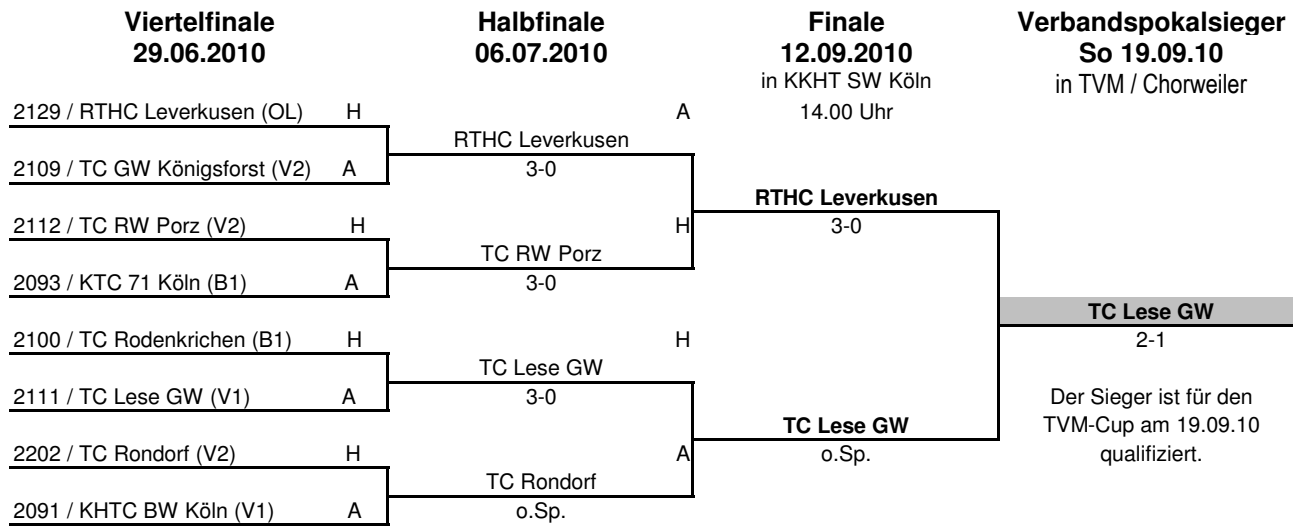 Viertelfinale Halbfinale Finale Verbandspokalsieger
29.06.2010 06.07.2010 12.09.2010 So 19.09.10
in KKHT SW Köln in TVM / Chorweiler
2129 / RTHC Leverkusen (OL) H A 14.00 Uhr
RTHC Leverkusen
2109 / TC GW Königsforst (V2) A 3-0
RTHC Leverkusen
2112 / TC RW Porz (V2) H H 3-0
TC RW Porz
2093 / KTC 71 Köln (B1) A 3-0
TC Lese GW
2100 / TC Rodenkrichen (B1) H H 2-1
TC Lese GW
2111 / TC Lese GW (V1) A 3-0 Der Sieger ist für den
TC Lese GW TVM-Cup am 19.09.10
2202 / TC Rondorf (V2) H A o.Sp. qualifiziert.
TC Rondorf
2091 / KHTC BW Köln (V1) A o.Sp.